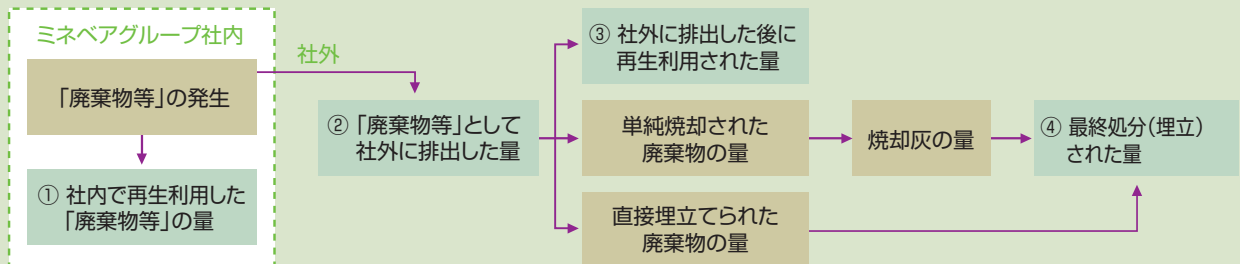 ミネベアグループ社内
「廃棄物等」の発生
① 社内で再生利用した
「廃棄物等」の量
社外
② 「廃棄物等」として
社外に排出した量
③ 社外に排出した後に
再生利用された量
単純焼却された
廃棄物の量
直接埋立てられた
廃棄物の量
焼却灰の量
④ 最終処分(埋立)
された量